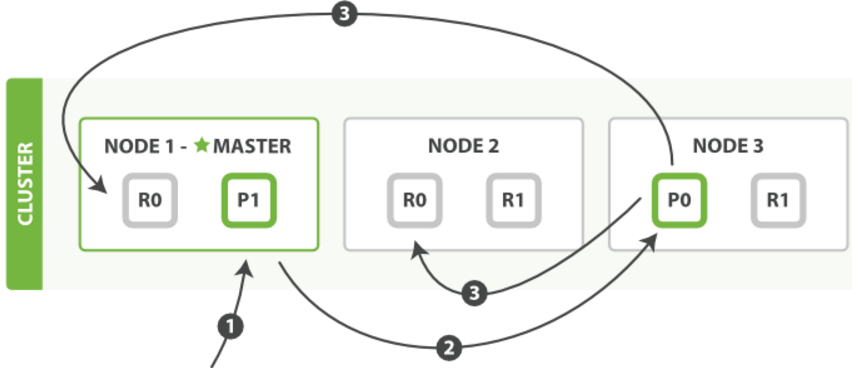 3
CLUSTER
NODE 1 - ★ MASTER
R0 P1
NODE 2
R0 R1
NODE 3
P0 R1
3
1
2